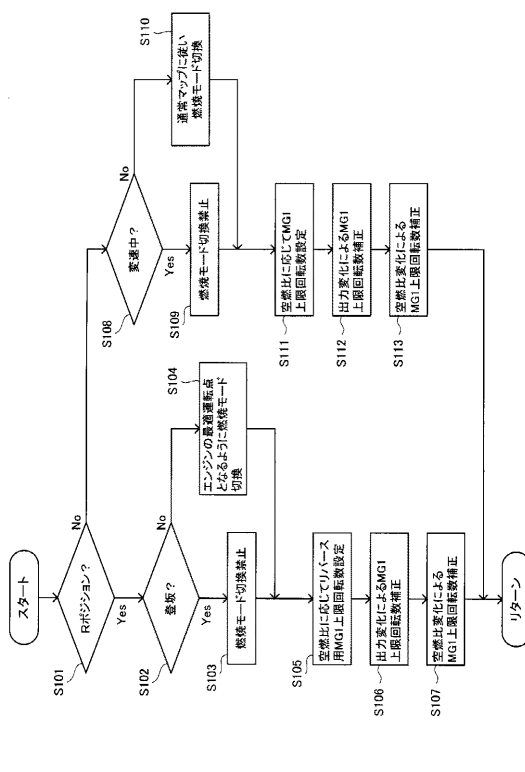 スタート
S101
Rポジション?
No
Yes
S102
登坂?
No
Yes
S103
燃焼モード切換禁止
S104
エンジンの最適運転点
となるように燃焼モード
切換
S105
空燃比に応じてリバース
用MG1上限回転数設定
S106
出力変化によるMG1
上限回転数補正
S107
空燃比変化による
MG1上限回転数補正
S108
変速中?
No
Yes
S109
燃焼モード切換禁止
S110
通常マップに従い
燃焼モード切換
S111
空燃比に応じてMG1
上限回転数設定
S112
出力変化によるMG1
上限回転数補正
S113
空燃比変化による
MG1上限回転数補正
リターン